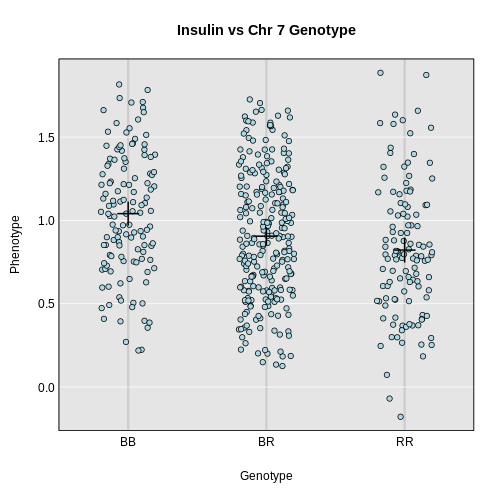 Insulin vs Chr 7 Genotype
Phenotype
1.5
1.0
0.5
0.0
BB BR RR
Genotype